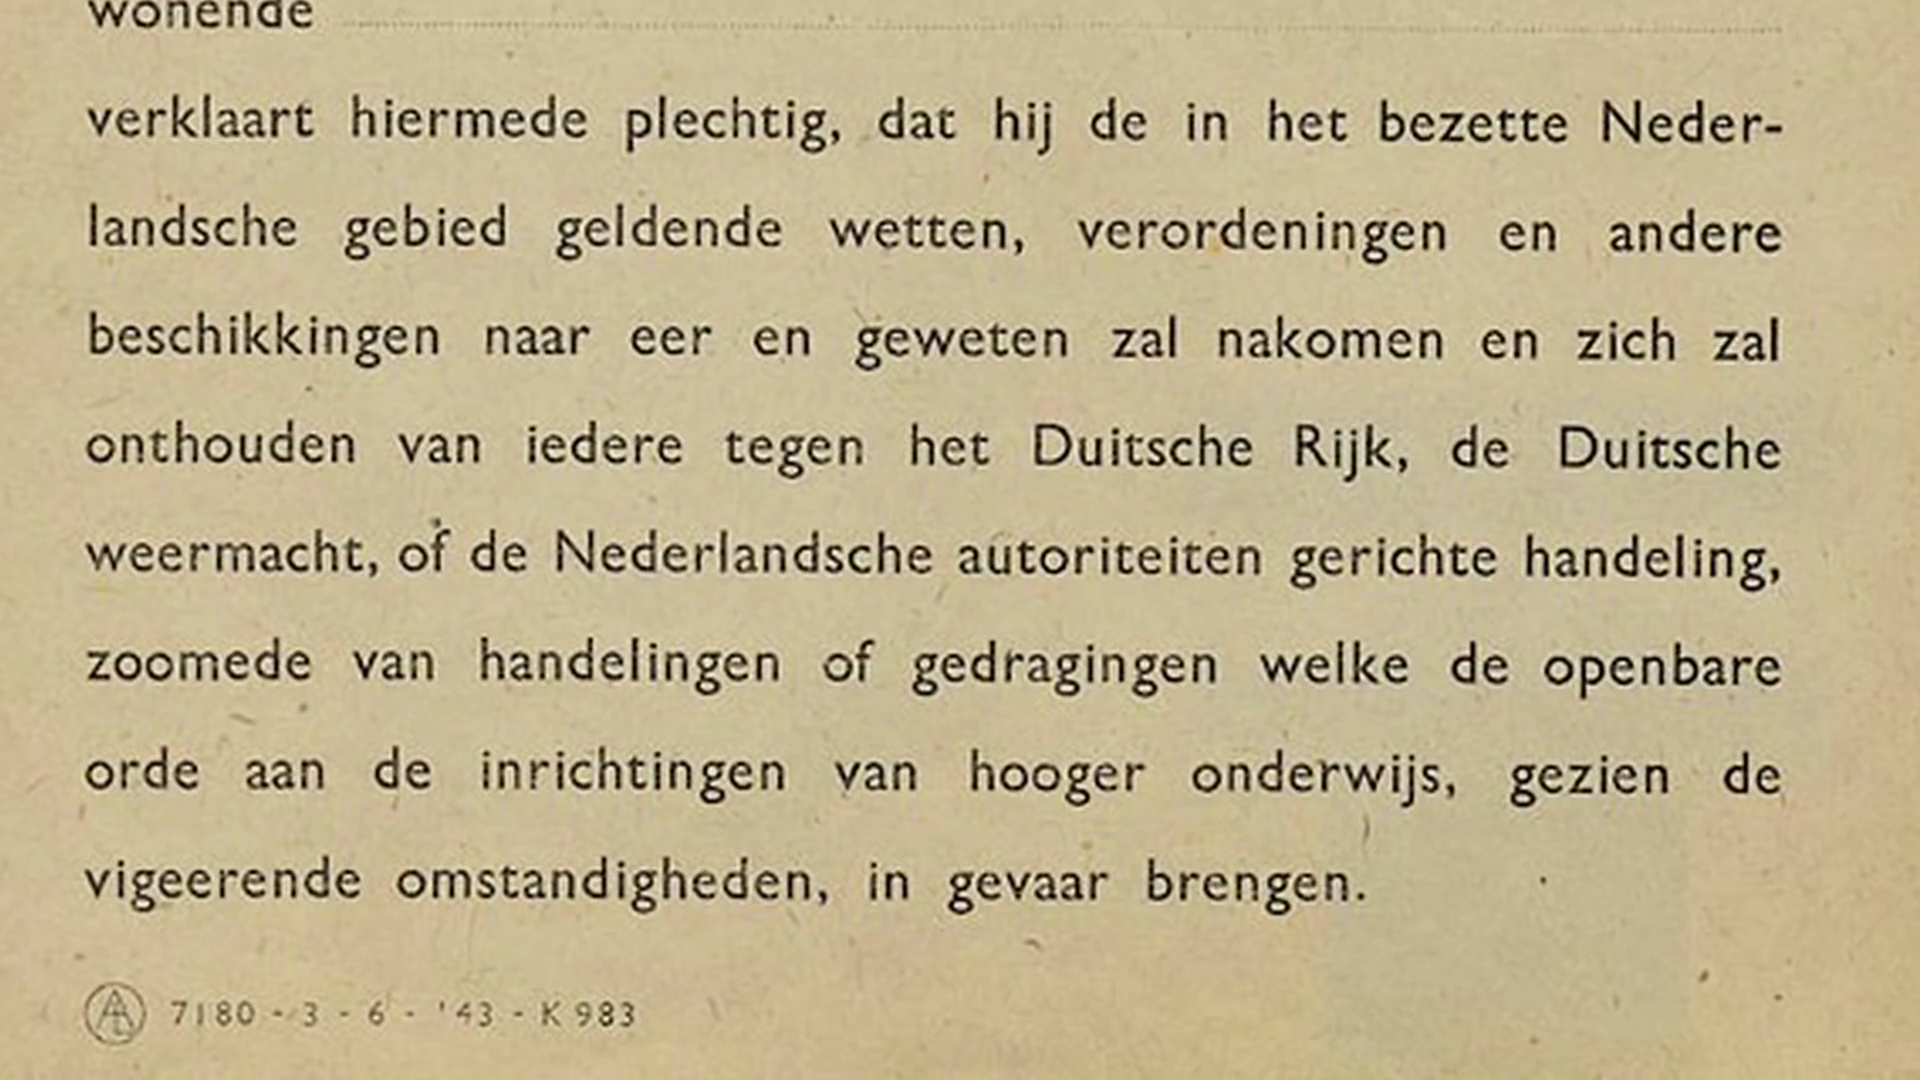 wonende
verklaart hiermede plechtig, dat hij de in het bezette Neder-
landsche gebied geldende wetten, verordeningen en andere
beschikkingen naar eer en geweten zal nakomen en zich zal
onthouden van iedere tegen het Duitsche Rijk, de Duitsche
weermacht, of de Nederlandsche autoriteiten gerichte handeling,
zoomede van handelingen of gedragingen welke de openbare
orde aan de inrichtingen van hooger onderwijs, gezien de
vigeerende omstandigheden, in gevaar brengen.
7180 - 3 - 6 - '43 - K 983